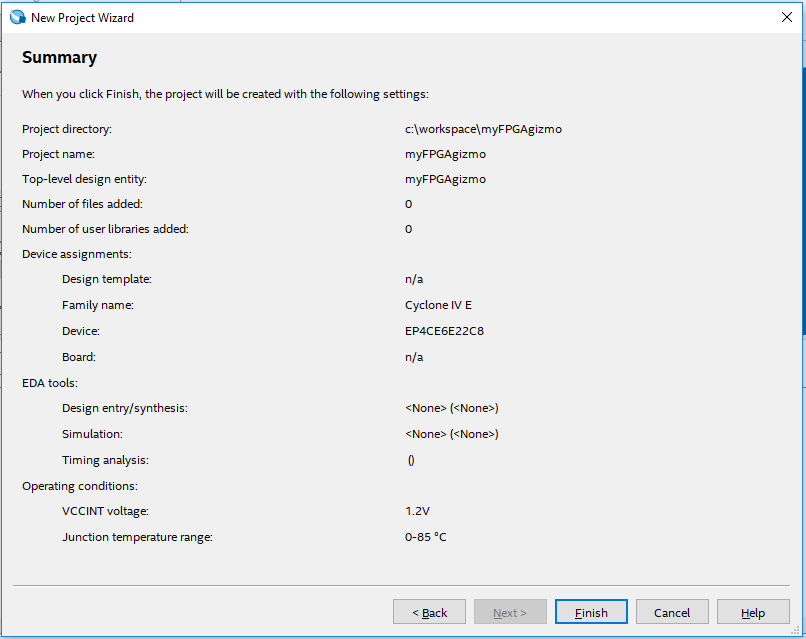 New Project Wizard
Summary
When you click Finish, the project will be created with the following settings:
Project directory: c:\workspace\myFPGAgizmo
Project name: myFPGAgizmo
Top-level design entity: myFPGAgizmo
Number of files added: 0
Number of user libraries added: 0
Device assignments:
Design template: n/a
Family name: Cyclone IV E
Device: EP4CE6E22C8
Board: n/a
EDA tools:
Design entry/synthesis: <None> (<None>)
Simulation: <None> (<None>)
Timing analysis: ()
Operating conditions:
VCCINT voltage: 1.2V
Junction temperature range: 0-85 °C
< Back Next > Finish Cancel Help